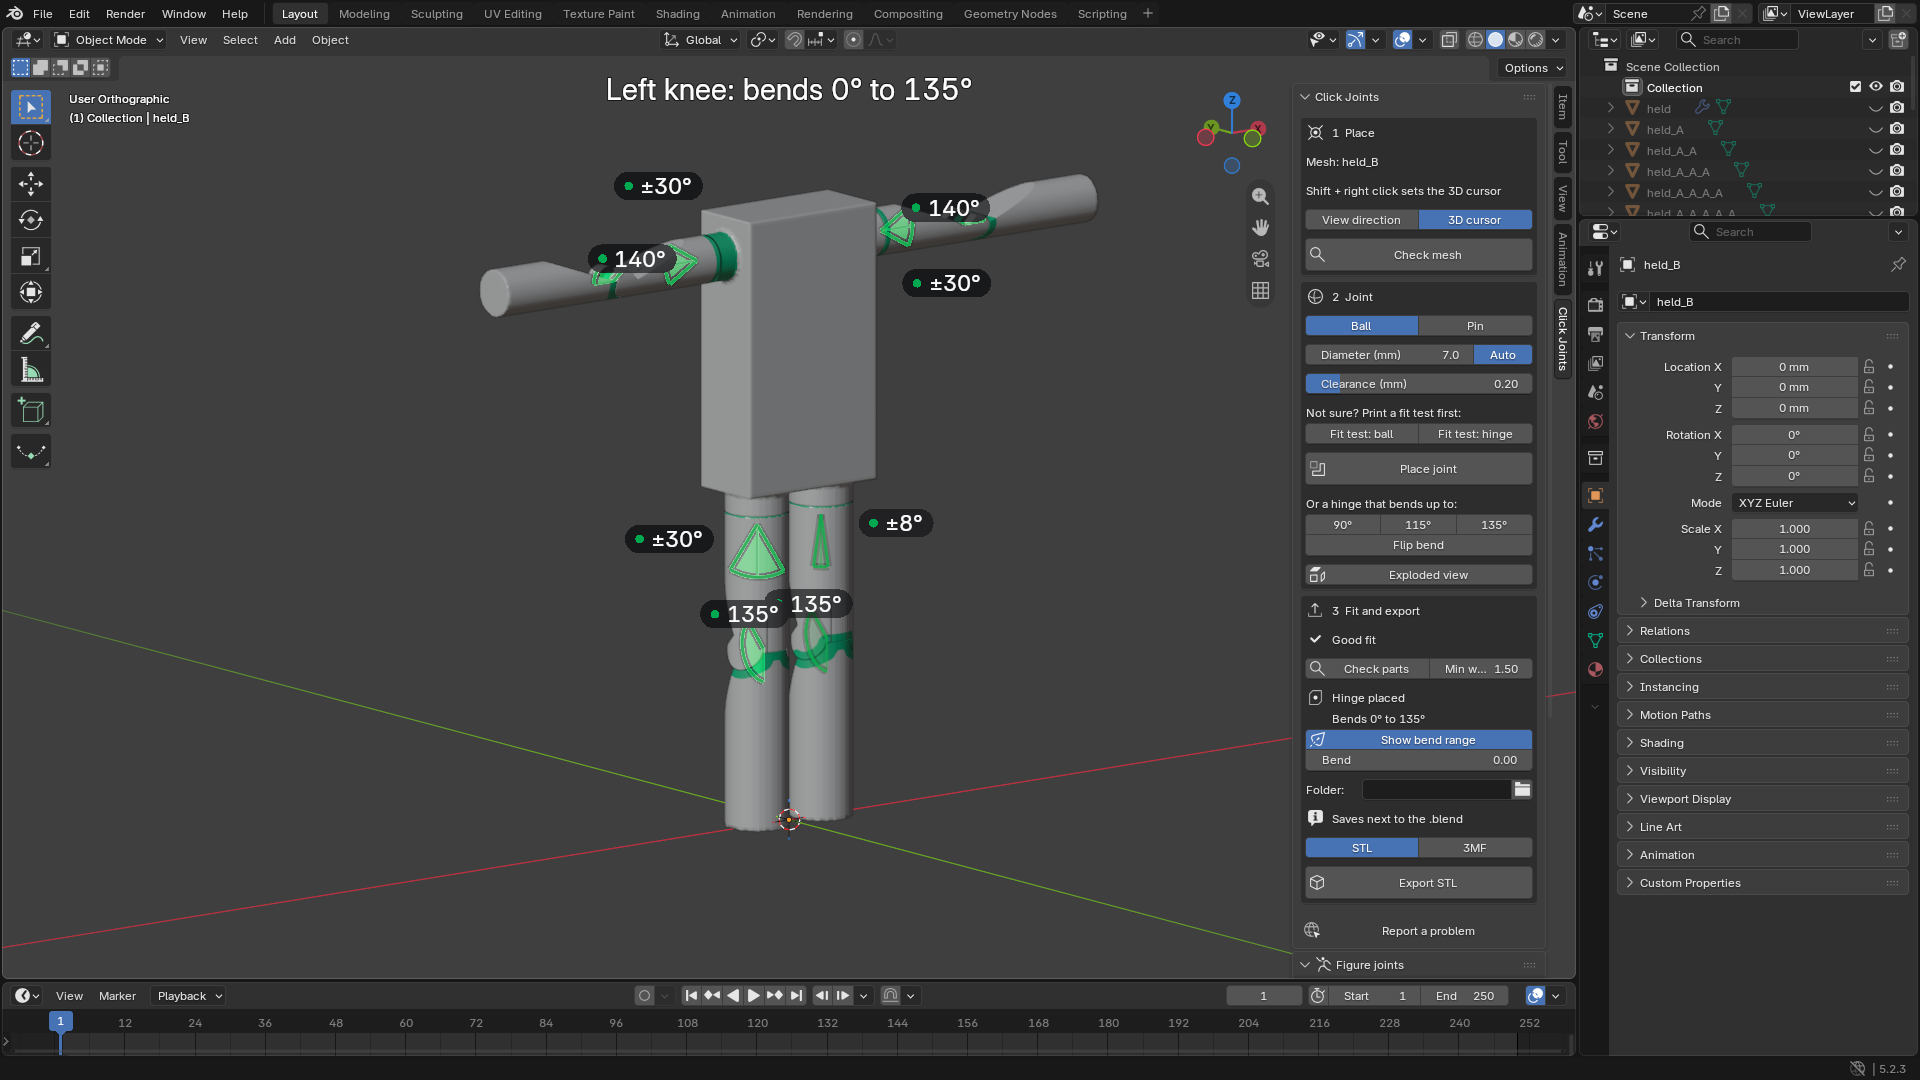 File Edit Render Window Help
Layout Modeling Sculpting UV Editing Texture Paint Shading Animation Rendering Compositing Geometry Nodes Scripting
Scene
ViewLayer
Object Mode View Select Add Object
Global
Options
User Orthographic
(1) Collection | held_B
Left knee: bends 0° to 135°
Z
Y
X
±30°
140°
140°
±30°
±30°
±8°
135°
135°
Click Joints
1 Place
Mesh: held_B
Shift + right click sets the 3D cursor
View direction 3D cursor
Check mesh
2 Joint
Ball Pin
Diameter (mm) 7.0 Auto
Clearance (mm) 0.20
Not sure? Print a fit test first:
Fit test: ball Fit test: hinge
Place joint
Or a hinge that bends up to:
90° 115° 135°
Flip bend
Exploded view
3 Fit and export
Good fit
Check parts Min w... 1.50
Hinge placed
Bends 0° to 135°
Show bend range
Bend 0.00
Folder:
Saves next to the .blend
STL 3MF
Export STL
Report a problem
Figure joints
Item
Tool
View
Animation
Click Joints
Search
Scene Collection
Collection
held
held_A
held_A_A
held_A_A_A
held_A_A_A_A
held_A_A_A_A_A
Search
held_B
held_B
Transform
Location X 0 mm
Y 0 mm
Z 0 mm
Rotation X 0°
Y 0°
Z 0°
Mode XYZ Euler
Scale X 1.000
Y 1.000
Z 1.000
Delta Transform
Relations
Collections
Instancing
Motion Paths
Shading
Visibility
Viewport Display
Line Art
Animation
Custom Properties
View Marker Playback
1
Start 1
End 250
1 12 24 36 48 60 72 84 96 108 120 132 144 156 168 180 192 204 216 228 240 252
5.2.3